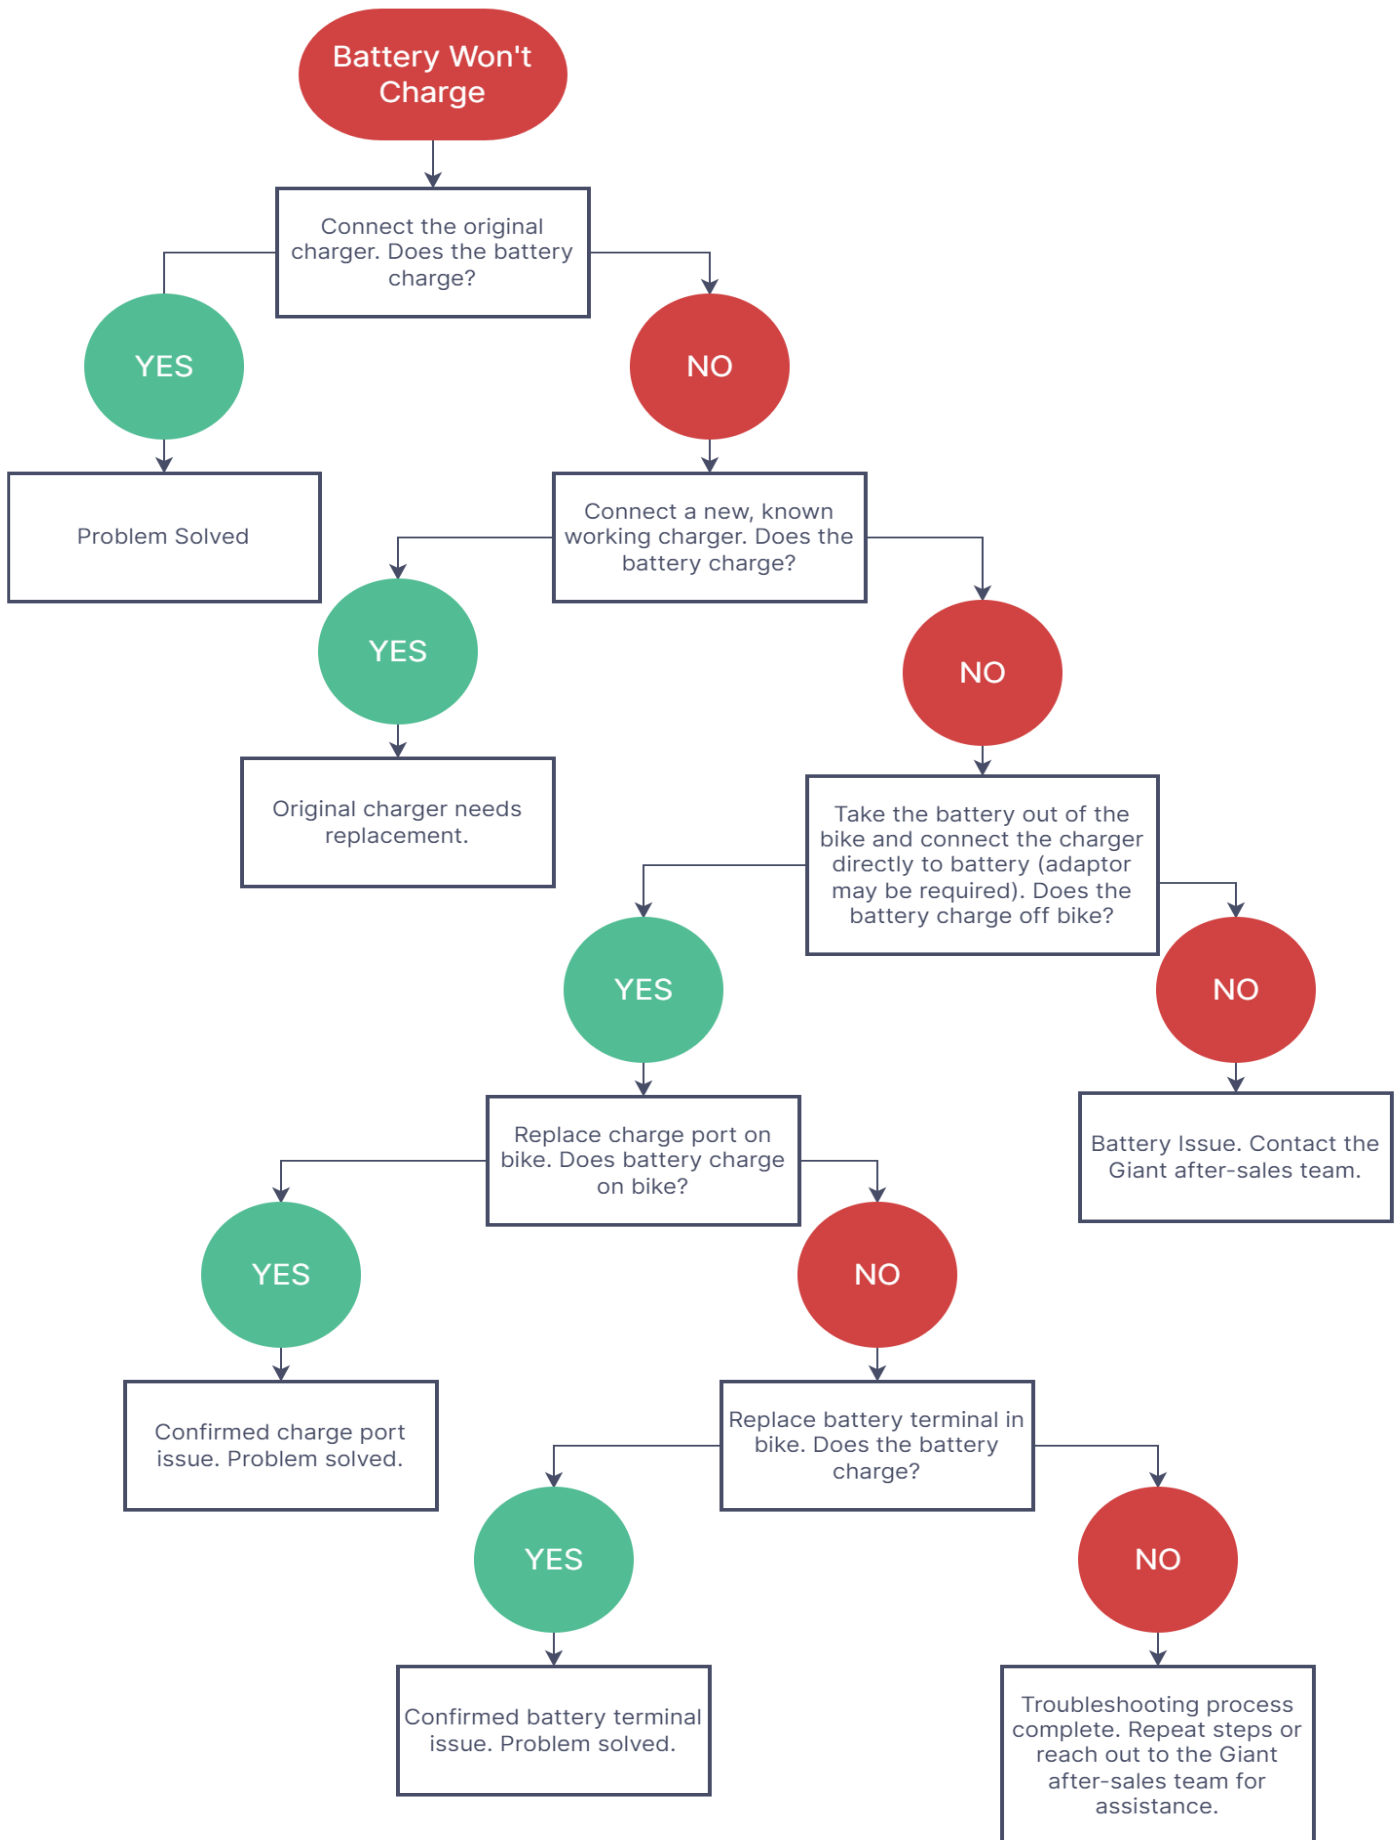 Battery Won't
Charge
Connect the original
charger. Does the battery
charge?
YES
NO
Problem Solved
Connect a new, known
working charger. Does the
battery charge?
YES
NO
Original charger needs
replacement.
Take the battery out of the
bike and connect the charger
directly to battery (adaptor
may be required). Does the
battery charge off bike?
YES
NO
Replace charge port on
bike. Does battery charge
on bike?
Battery Issue. Contact the
Giant after-sales team.
YES
NO
Confirmed charge port
issue. Problem solved.
Replace battery terminal in
bike. Does the battery
charge?
YES
NO
Confirmed battery terminal
issue. Problem solved.
Troubleshooting process
complete. Repeat steps or
reach out to the Giant
after-sales team for
assistance.